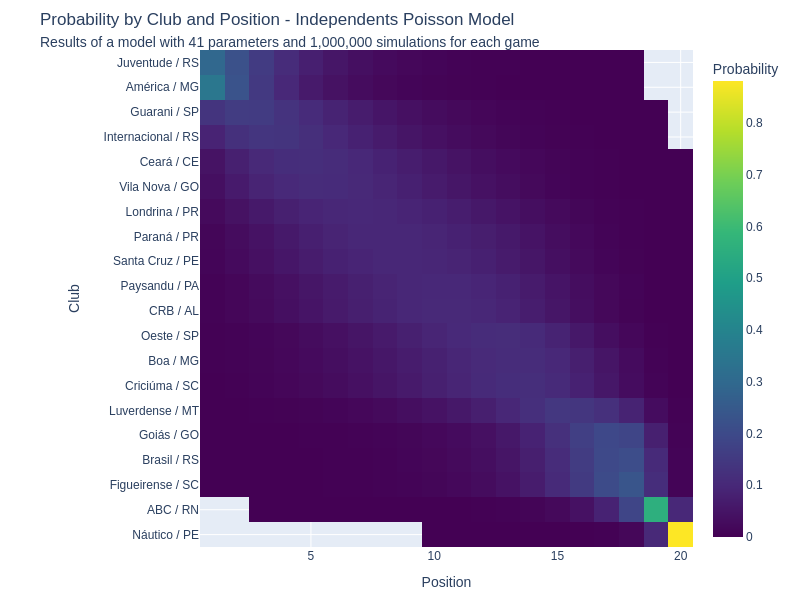 Probability by Club and Position - Independents Poisson Model
Results of a model with 41 parameters and 1,000,000 simulations for each game
Juventude / RS
América / MG
Guarani / SP
Internacional / RS
Ceará / CE
Vila Nova / GO
Londrina / PR
Paraná / PR
Santa Cruz / PE
Paysandu / PA
CRB / AL
Oeste / SP
Boa / MG
Criciúma / SC
Luverdense / MT
Goiás / GO
Brasil / RS
Figueirense / SC
ABC / RN
Náutico / PE
Club
5
10
15
20
Position
Probability
0.8
0.7
0.6
0.5
0.4
0.3
0.2
0.1
0